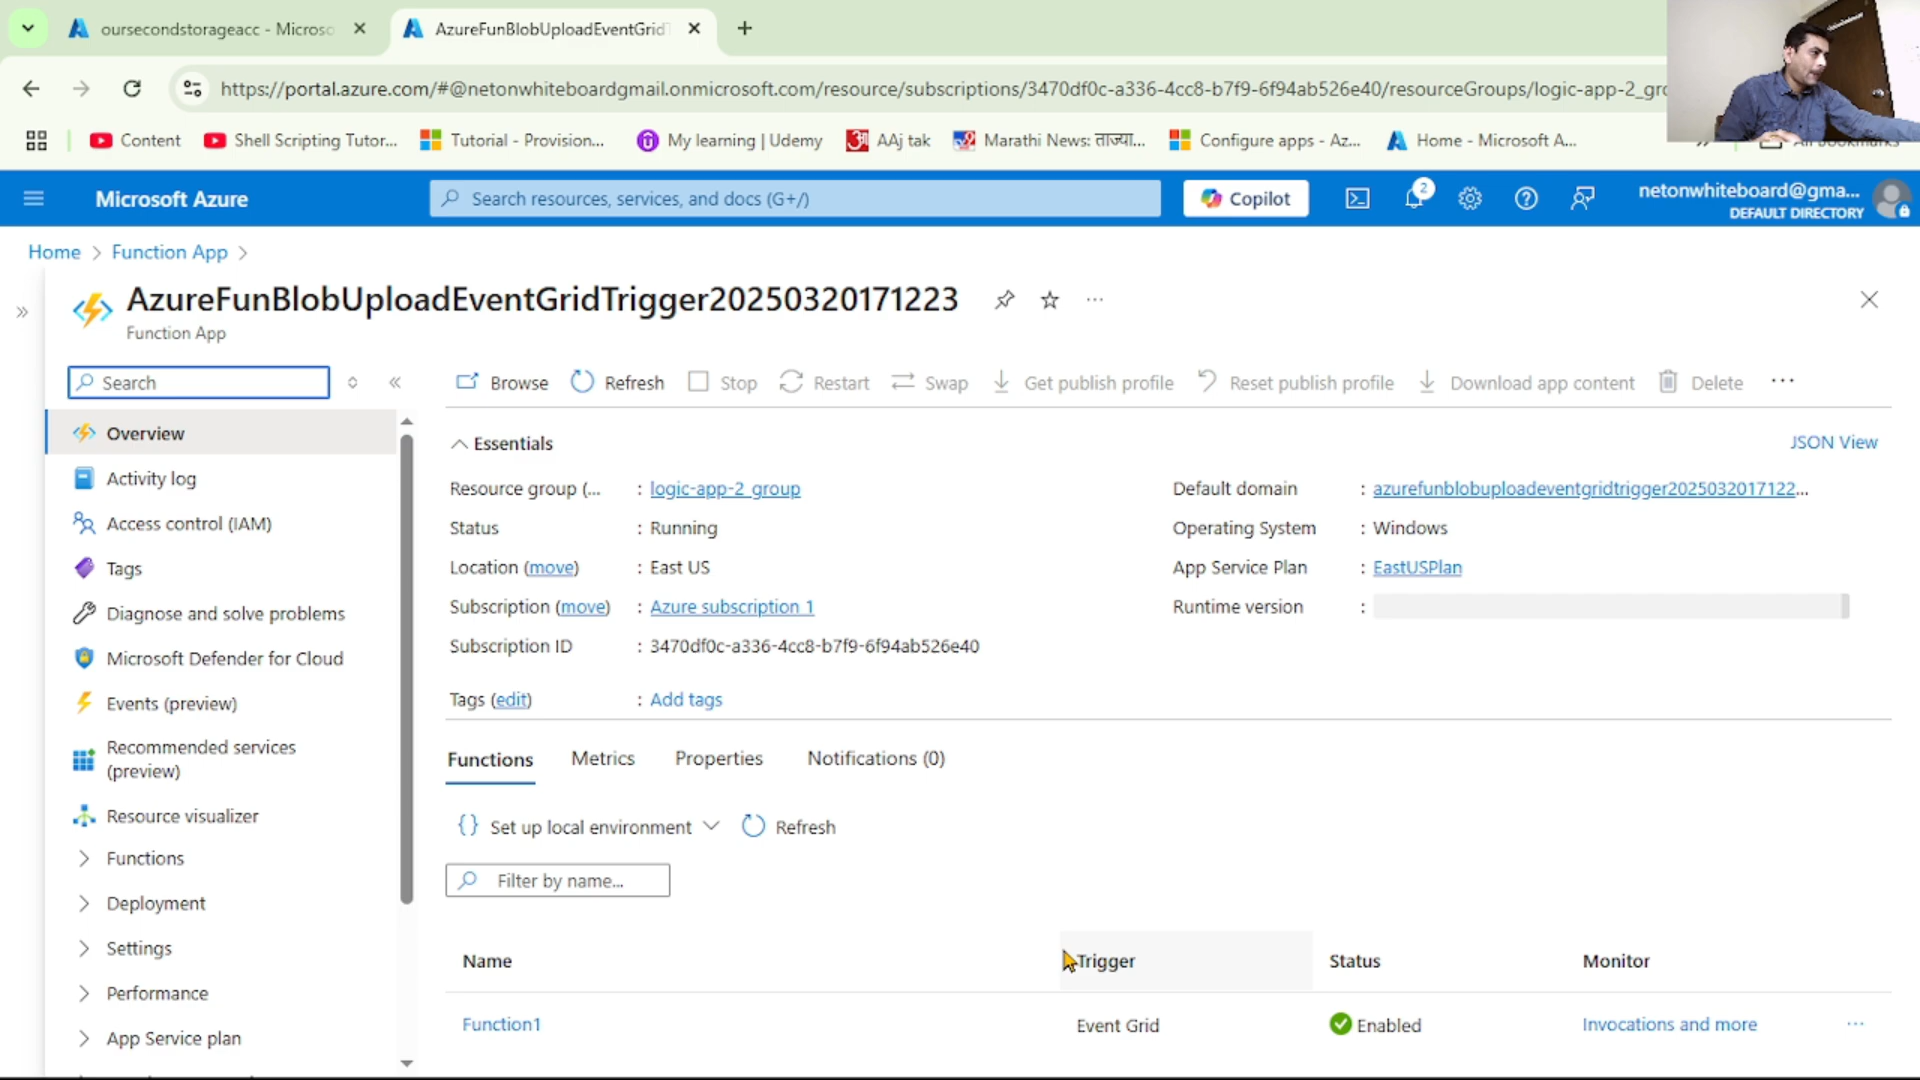 oursecondstorageacc - Microso
AzureFunBlobUploadEventGrid
https://portal.azure.com/#@netonwhiteboardgmail.onmicrosoft.com/resource/subscriptions/3470df0c-a336-4cc8-b7f9-6f94ab526e40/resourceGroups/logic-app-2_gro
Content
Shell Scripting Tutor...
Tutorial - Provision...
My learning | Udemy
AAj tak
Marathi News: ताज्या...
Configure apps - Az...
Home - Microsoft A...
All Bookmarks
Microsoft Azure
Search resources, services, and docs (G+/)
Copilot
2
netonwhiteboard@gma...
DEFAULT DIRECTORY
Home > Function App >
AzureFunBlobUploadEventGridTrigger20250320171223
Function App
Search
Browse
Refresh
Stop
Restart
Swap
Get publish profile
Reset publish profile
Download app content
Delete
Overview
Activity log
Access control (IAM)
Tags
Diagnose and solve problems
Microsoft Defender for Cloud
Events (preview)
Recommended services
(preview)
Resource visualizer
Functions
Deployment
Settings
Performance
App Service plan
Essentials
JSON View
Resource group (... : logic-app-2_group
Status : Running
Location (move) : East US
Subscription (move) : Azure subscription 1
Subscription ID : 3470df0c-a336-4cc8-b7f9-6f94ab526e40
Tags (edit) : Add tags
Default domain : azurefunblobuploadeventgridtrigger2025032017122...
Operating System : Windows
App Service Plan : EastUSPlan
Runtime version :
Functions
Metrics
Properties
Notifications (0)
Set up local environment
Refresh
Filter by name...
Name Trigger Status Monitor
Function1 Event Grid Enabled Invocations and more